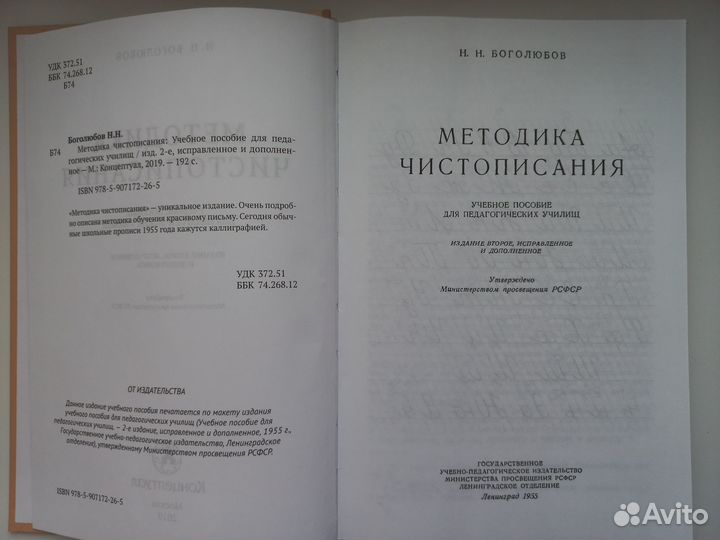 УДК 372.51
ББК 74.268.12
Б74
Боголюбов Н.Н.
Б74 Методика чистописания: Учебное пособие для педа-
гогических училищ / изд. 2-е, исправленное и дополнен-
ное – М.: Концептуал, 2019. – 192 с.
ISBN 978-5-907172-26-5
«Методика чистописания» – уникальное издание. Очень подроб-
но описана методика обучения красивому письму. Сегодня обыч-
ные школьные прописи 1955 года кажутся каллиграфией.
УДК 372.51
ББК 74.268.12
ОТ ИЗДАТЕЛЬСТВА
Данное издание учебного пособия печатается по макету издания
учебного пособия для педагогических училищ (Учебное пособие для
педагогических училищ. – 2-е издание, исправленное и дополненное, 1955 г.,
Государственное учебно-педагогическое издательство, Ленинградское
отделение), утвержденному Министерством просвещения РСФСР.
ISBN 978-5-907172-26-5
Концептуал
Москва
2019
Н. Н. БОГОЛЮБОВ
МЕТОДИКА
ЧИСТОПИСАНИЯ
УЧЕБНОЕ ПОСОБИЕ
ДЛЯ ПЕДАГОГИЧЕСКИХ УЧИЛИЩ
ИЗДАНИЕ ВТОРОЕ, ИСПРАВЛЕННОЕ
И ДОПОЛНЕННОЕ
Утверждено
Министерством просвещения РСФСР
ГОСУДАРСТВЕННОЕ
УЧЕБНО-ПЕДАГОГИЧЕСКОЕ ИЗДАТЕЛЬСТВО
МИНИСТЕРСТВА ПРОСВЕЩЕНИЯ РСФСР
ЛЕНИНГРАДСКОЕ ОТДЕЛЕНИЕ
Ленинград 1955
Avito